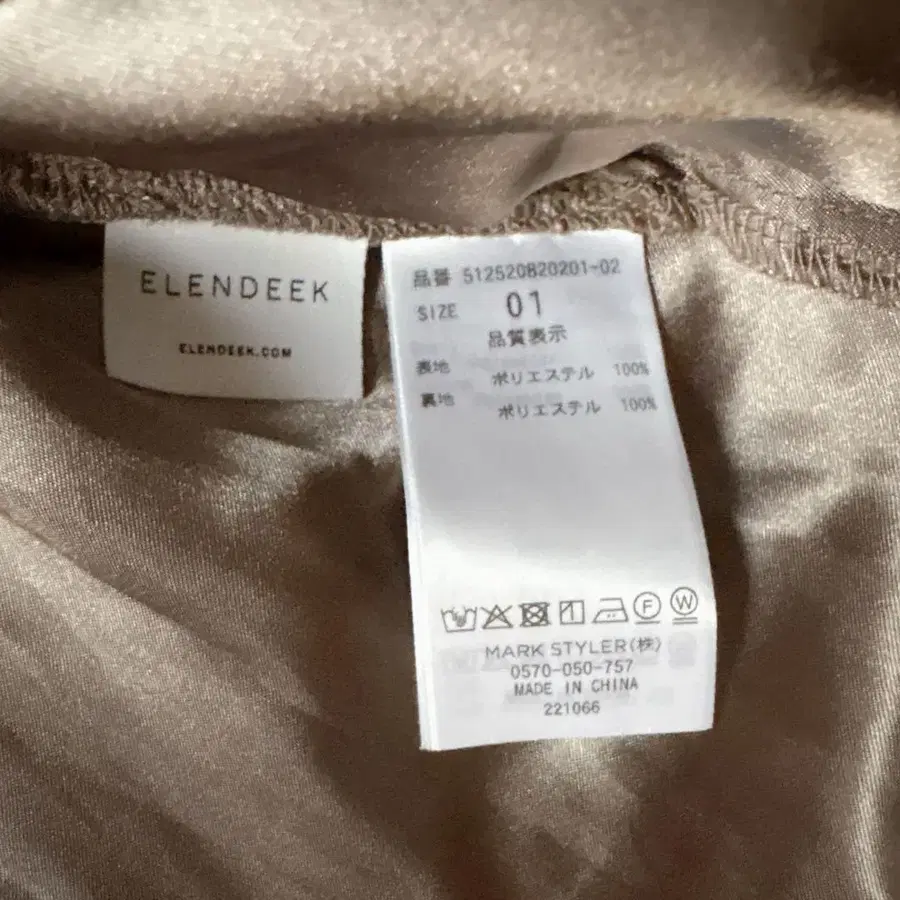 ELENDEEK
ELENDEEK.COM
品番 512520820201-02
SIZE 01
品質表示
表地 ポリエステル 100%
裏地 ポリエステル 100%
1 F W
MARK STYLER(株)
0570-050-757
MADE IN CHINA
221066